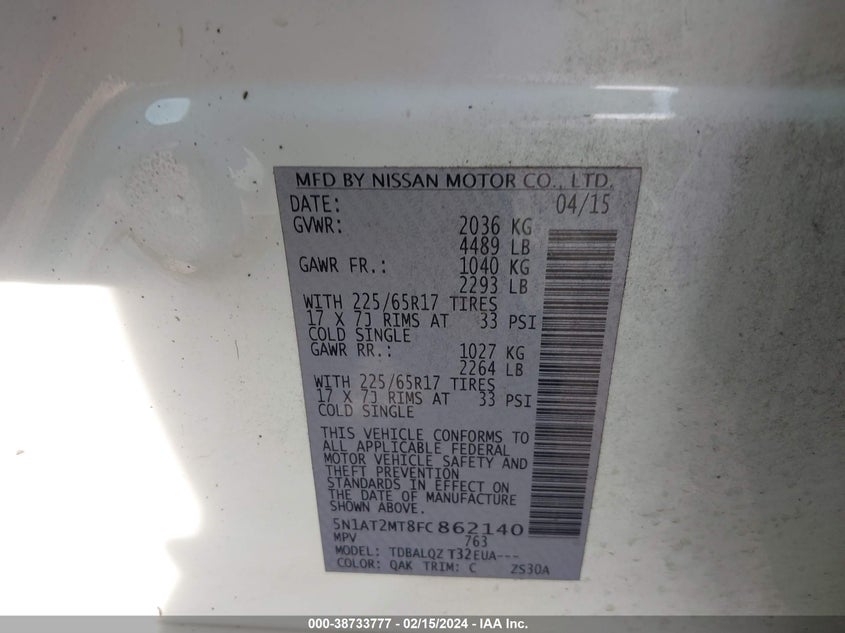 MFD BY NISSAN MOTOR CO., LTD.
DATE: 04/15
GVWR: 2036 KG
4489 LB
GAWR FR.: 1040 KG
2293 LB
WITH 225/65R17 TIRES
17 X 7J RIMS AT 33 PSI
COLD SINGLE
GAWR RR.: 1027 KG
2264 LB
WITH 225/65R17 TIRES
17 X 7J RIMS AT 33 PSI
COLD SINGLE
THIS VEHICLE CONFORMS TO
ALL APPLICABLE FEDERAL
MOTOR VEHICLE SAFETY AND
THEFT PREVENTION
STANDARDS IN EFFECT ON
THE DATE OF MANUFACTURE
SHOWN ABOVE.
5N1AT2MT8FC862140
MPV 763
MODEL: TDBALQZ T32EUA---
COLOR: QAK TRIM: C ZS30A
000-38733777 - 02/15/2024 - IAA Inc.